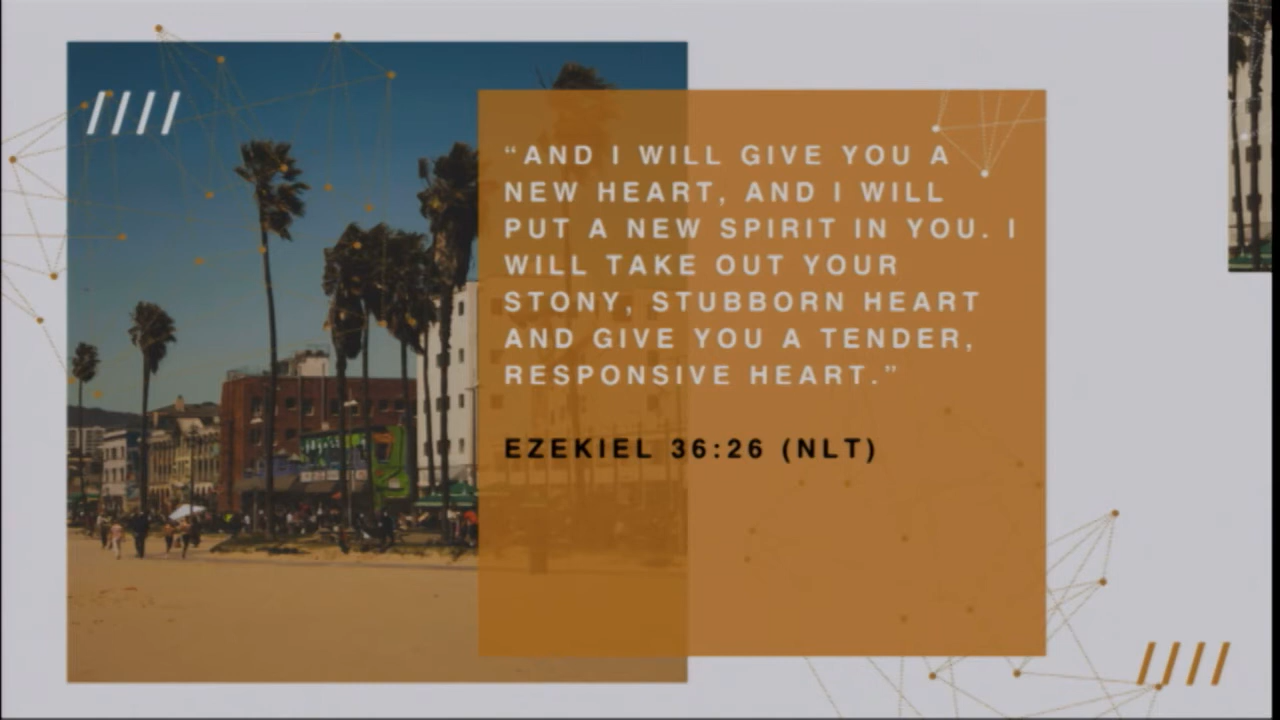 “AND I WILL GIVE YOU A
NEW HEART, AND I WILL
PUT A NEW SPIRIT IN YOU. I
WILL TAKE OUT YOUR
STONY, STUBBORN HEART
AND GIVE YOU A TENDER,
RESPONSIVE HEART.”
EZEKIEL 36:26 (NLT)